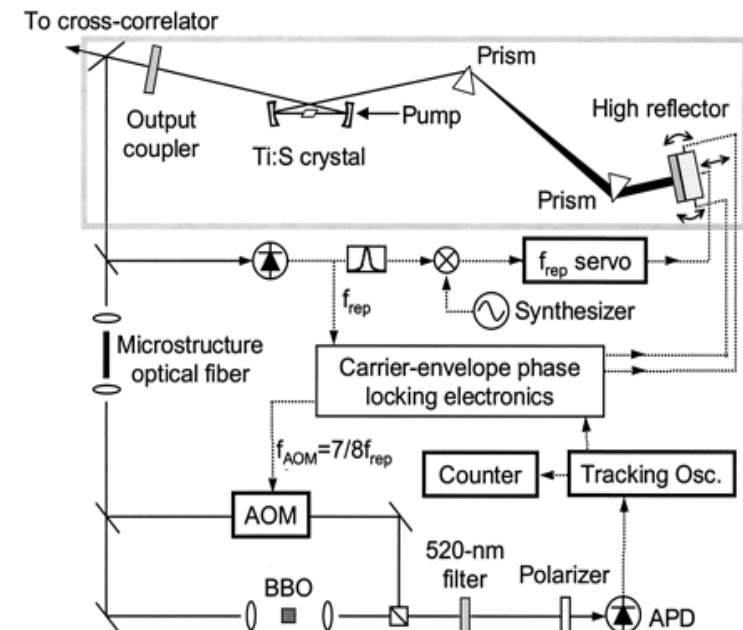 To cross-correlator
Prism
High reflector
Output
coupler
Pump
Ti:S crystal
Prism
f_rep servo
f_rep
Synthesizer
Microstructure
optical fiber
Carrier-envelope phase
locking electronics
f_AOM=7/8f_rep
Counter
Tracking Osc.
AOM
520-nm
filter
Polarizer
BBO
APD